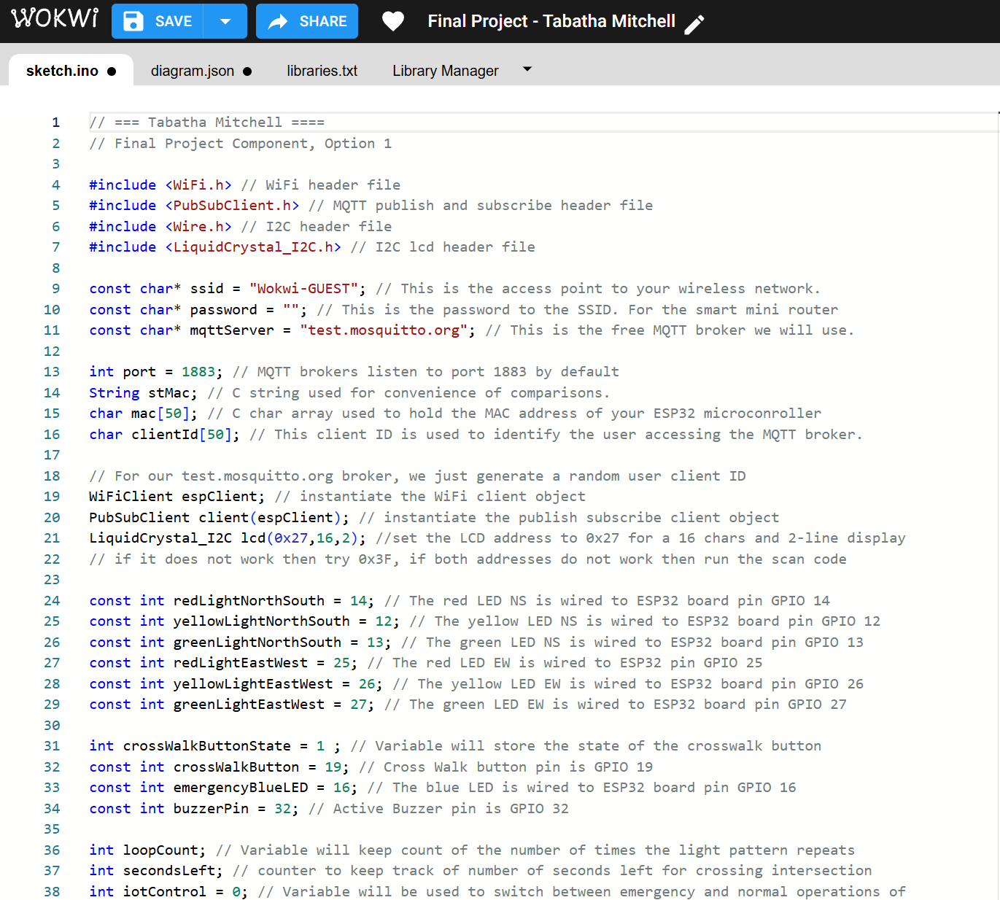 WOKWi SAVE SHARE Final Project - Tabatha Mitchell
sketch.ino diagram.json libraries.txt Library Manager
1 // === Tabatha Mitchell ====
2 // Final Project Component, Option 1
3
4 #include <WiFi.h> // WiFi header file
5 #include <PubSubClient.h> // MQTT publish and subscribe header file
6 #include <Wire.h> // I2C header file
7 #include <LiquidCrystal_I2C.h> // I2C lcd header file
8
9 const char* ssid = "Wokwi-GUEST"; // This is the access point to your wireless network.
10 const char* password = ""; // This is the password to the SSID. For the smart mini router
11 const char* mqttServer = "test.mosquitto.org"; // This is the free MQTT broker we will use.
12
13 int port = 1883; // MQTT brokers listen to port 1883 by default
14 String stMac; // C string used for convenience of comparisons.
15 char mac[50]; // C char array used to hold the MAC address of your ESP32 microconroller
16 char clientId[50]; // This client ID is used to identify the user accessing the MQTT broker.
17
18 // For our test.mosquitto.org broker, we just generate a random user client ID
19 WiFiClient espClient; // instantiate the WiFi client object
20 PubSubClient client(espClient); // instantiate the publish subscribe client object
21 LiquidCrystal_I2C lcd(0x27,16,2); //set the LCD address to 0x27 for a 16 chars and 2-line display
22 // if it does not work then try 0x3F, if both addresses do not work then run the scan code
23
24 const int redLightNorthSouth = 14; // The red LED NS is wired to ESP32 board pin GPIO 14
25 const int yellowLightNorthSouth = 12; // The yellow LED NS is wired to ESP32 board pin GPIO 12
26 const int greenLightNorthSouth = 13; // The green LED NS is wired to ESP32 board pin GPIO 13
27 const int redLightEastWest = 25; // The red LED EW is wired to ESP32 pin GPIO 25
28 const int yellowLightEastWest = 26; // The yellow LED EW is wired to ESP32 board pin GPIO 26
29 const int greenLightEastWest = 27; // The green LED EW is wired to ESP32 board pin GPIO 27
30
31 int crossWalkButtonState = 1 ; // Variable will store the state of the crosswalk button
32 const int crossWalkButton = 19; // Cross Walk button pin is GPIO 19
33 const int emergencyBlueLED = 16; // The blue LED is wired to ESP32 board pin GPIO 16
34 const int buzzerPin = 32; // Active Buzzer pin is GPIO 32
35
36 int loopCount; // Variable will keep count of the number of times the light pattern repeats
37 int secondsLeft; // counter to keep track of number of seconds left for crossing intersection
38 int iotControl = 0; // Variable will be used to switch between emergency and normal operations of